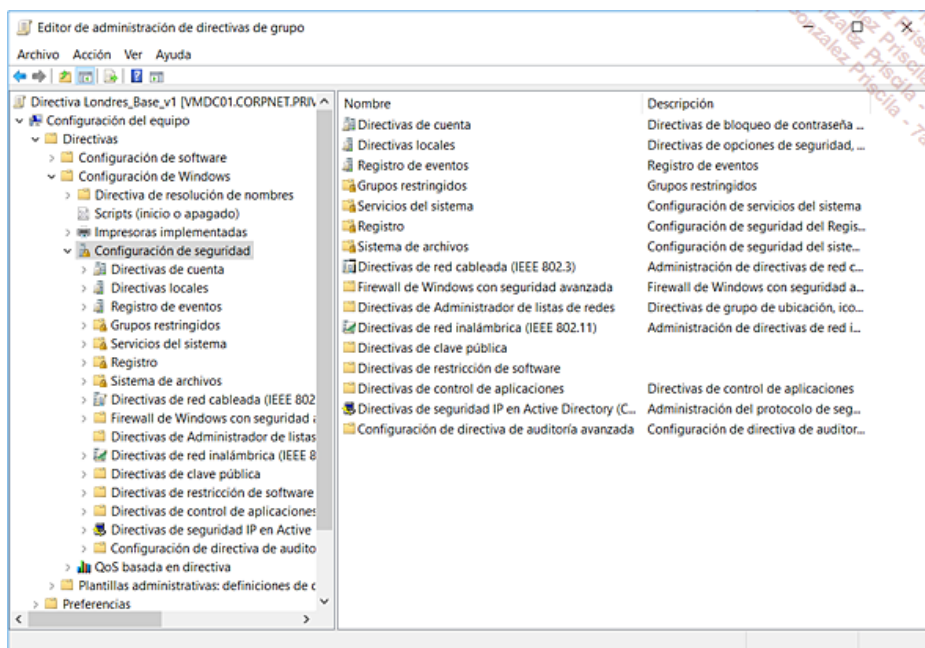 Editor de administración de directivas de grupo
Archivo Acción Ver Ayuda
Directiva Londres_Base_v1 [VMDC01.CORPNET.PRIV
Configuración del equipo
Directivas
Configuración de software
Configuración de Windows
Directiva de resolución de nombres
Scripts (inicio o apagado)
Impresoras implementadas
Configuración de seguridad
Directivas de cuenta
Directivas locales
Registro de eventos
Grupos restringidos
Servicios del sistema
Registro
Sistema de archivos
Directivas de red cableada (IEEE 802
Firewall de Windows con seguridad a
Directivas de Administrador de listas
Directivas de red inalámbrica (IEEE 8
Directivas de clave pública
Directivas de restricción de software
Directivas de control de aplicaciones
Directivas de seguridad IP en Active
Configuración de directiva de audito
QoS basada en directiva
Plantillas administrativas: definiciones de d
Preferencias
Nombre Descripción
Directivas de cuenta Directivas de bloqueo de contraseña ...
Directivas locales Directivas de opciones de seguridad, ...
Registro de eventos Registro de eventos
Grupos restringidos Grupos restringidos
Servicios del sistema Configuración de servicios del sistema
Registro Configuración de seguridad del Regis...
Sistema de archivos Configuración de seguridad del siste...
Directivas de red cableada (IEEE 802.3) Administración de directivas de red c...
Firewall de Windows con seguridad avanzada Firewall de Windows con seguridad a...
Directivas de Administrador de listas de redes Directivas de grupo de ubicación, ico...
Directivas de red inalámbrica (IEEE 802.11) Administración de directivas de red i...
Directivas de clave pública
Directivas de restricción de software
Directivas de control de aplicaciones Directivas de control de aplicaciones
Directivas de seguridad IP en Active Directory (C... Administración del protocolo de seg...
Configuración de directiva de auditoría avanzada Configuración de directiva de auditor...
Gonzalez Priscila - 7a